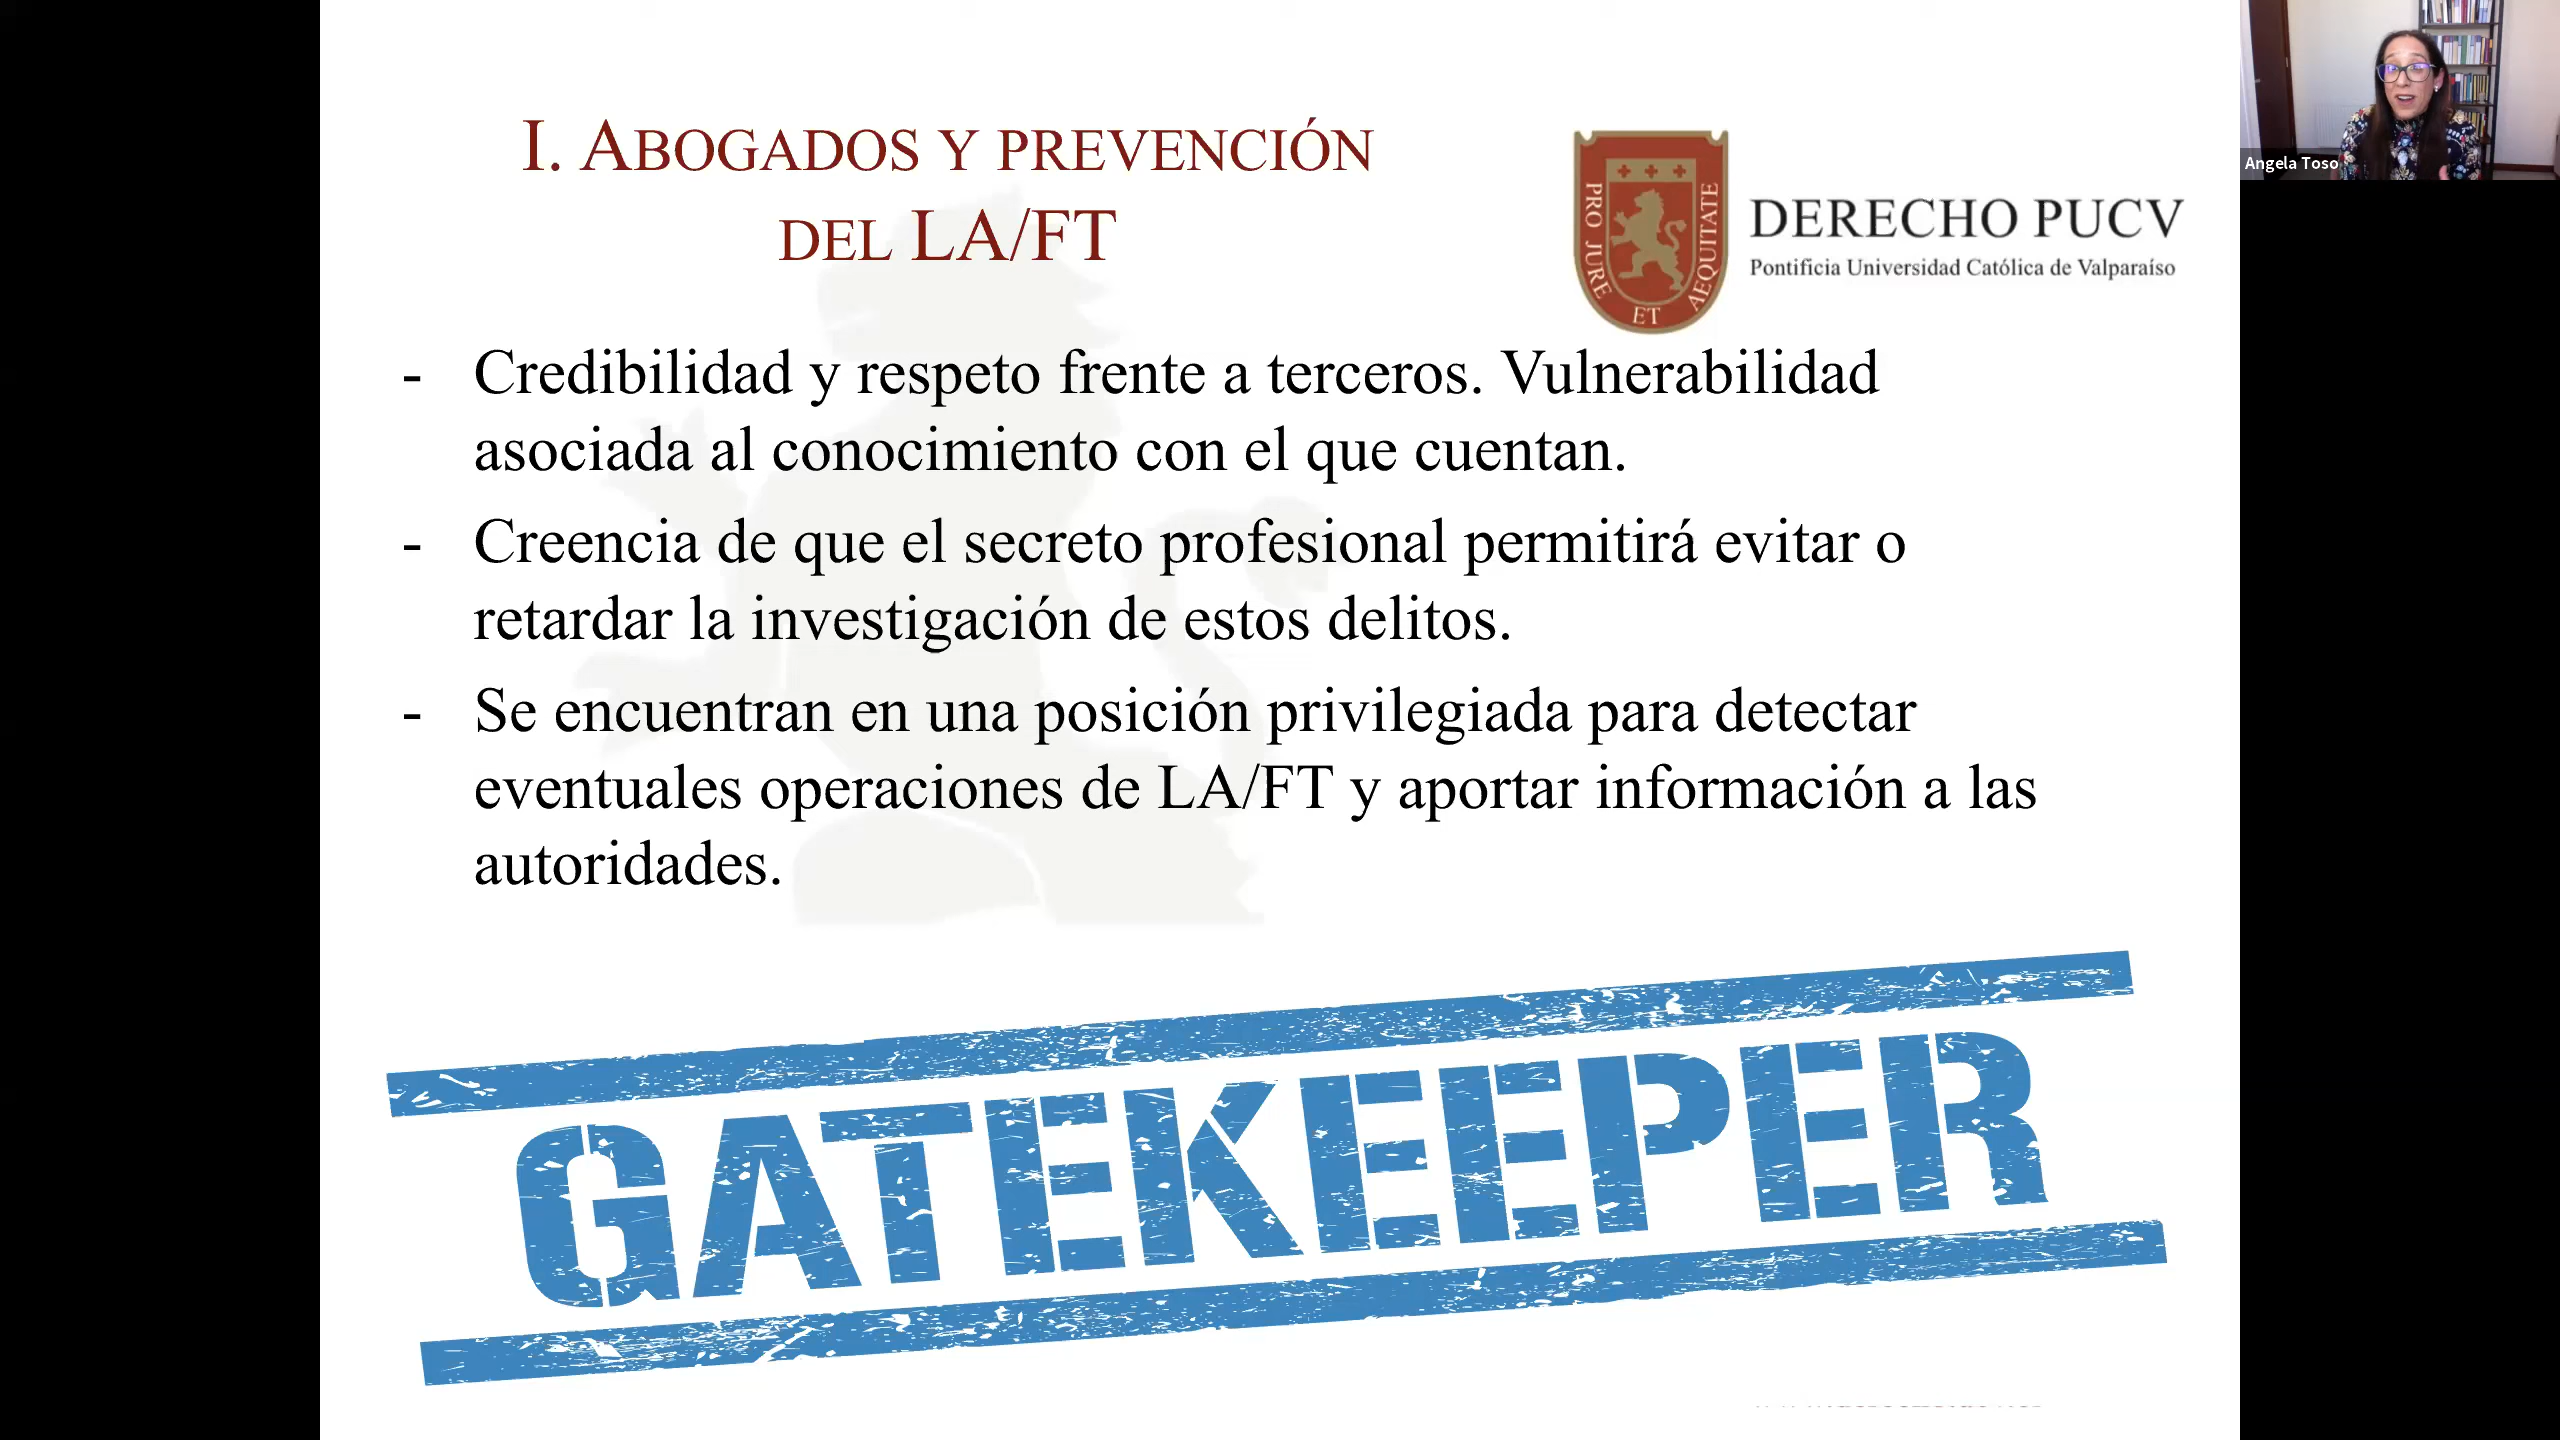 I. ABOGADOS Y PREVENCIÓN
DEL LA/FT
PRO JURE ET AEQUITATE
DERECHO PUCV
Pontificia Universidad Católica de Valparaíso
Angela Toso
- Credibilidad y respeto frente a terceros. Vulnerabilidad
asociada al conocimiento con el que cuentan.
- Creencia de que el secreto profesional permitirá evitar o
retardar la investigación de estos delitos.
- Se encuentran en una posición privilegiada para detectar
eventuales operaciones de LA/FT y aportar información a las
autoridades.
GATEKEEPER